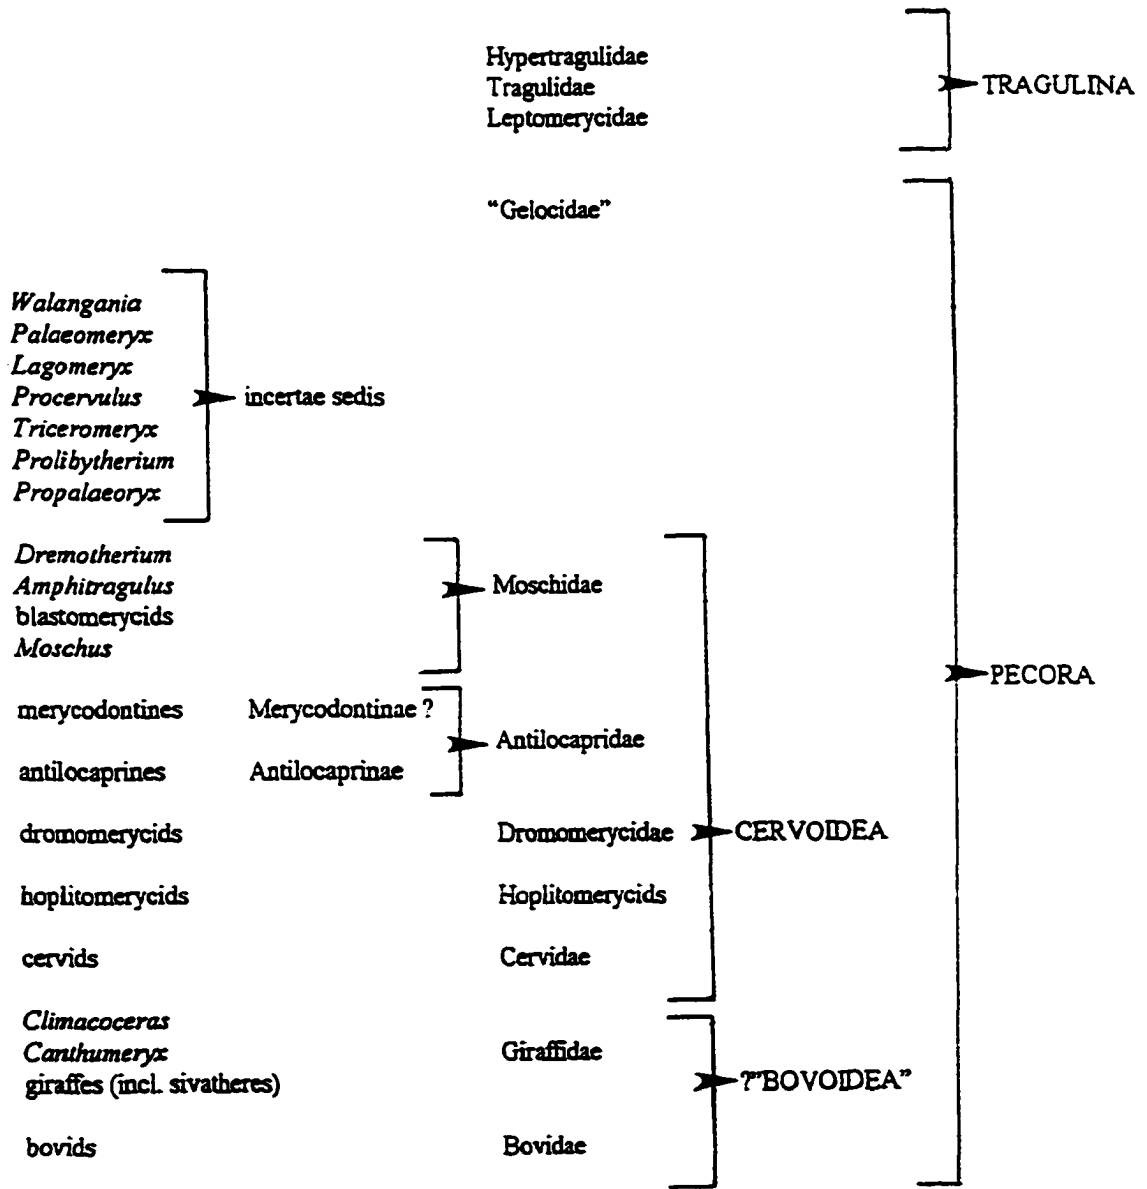 Hypertragulidae
Tragulidae
Leptomerycidae
TRAGULINA
“Gelocidae”
Walangania
Palaeomeryx
Lagomeryx
Procervulus
Triceromeryx
Prolibytherium
Propalaeoryx
incertae sedis
Dremotherium
Amphitragulus
blastomerycids
Moschus
Moschidae
PECORA
merycodontines Merycodontinae ?
Antilocapridae
antilocaprines Antilocaprinae
dromomerycids Dromomerycidae CERVOIDEA
hoplitomerycids Hoplitomerycids
cervids Cervidae
Climacoceras
Canthumeryx Giraffidae
giraffes (incl. sivatheres) ?”BOVOIDEA”
bovids Bovidae